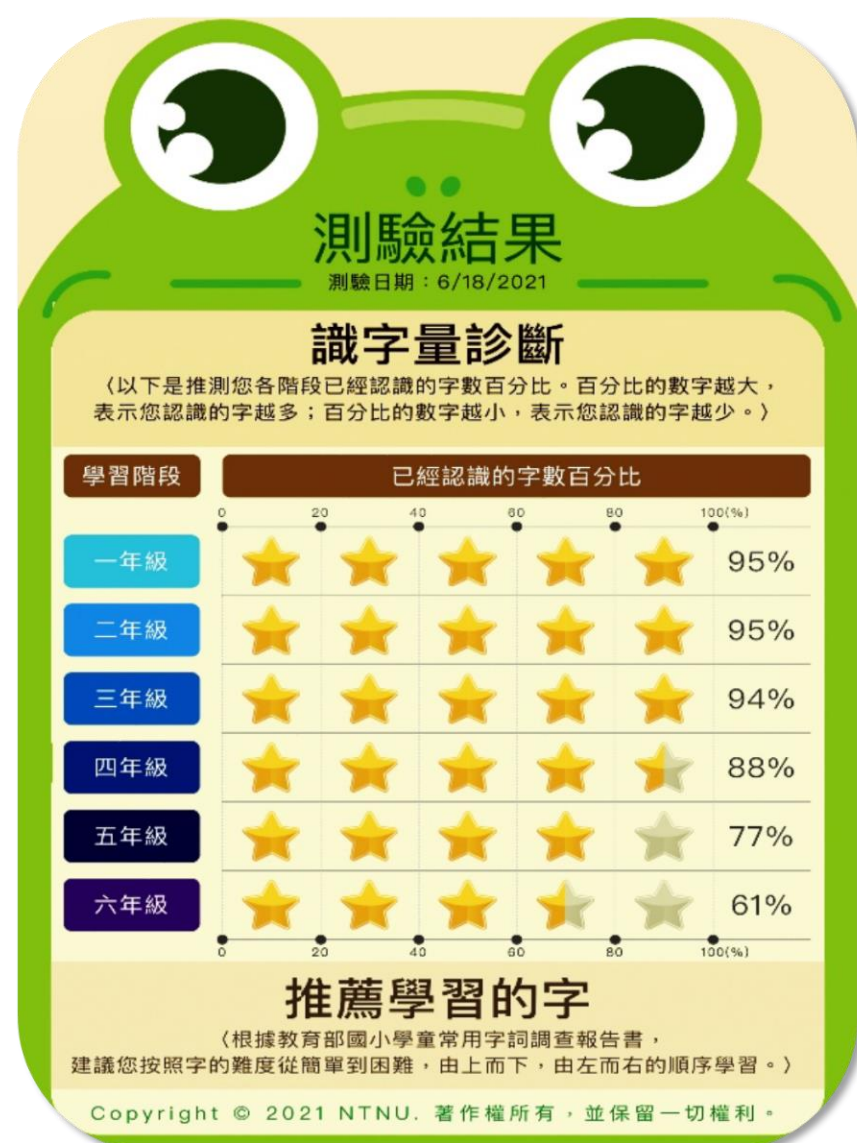 測驗結果
測驗日期：6/18/2021
識字量診斷
〈以下是推測您各階段已經認識的字數百分比。百分比的數字越大，
表示您認識的字越多；百分比的數字越小，表示您認識的字越少。〉
學習階段 已經認識的字數百分比
0 20 40 60 80 100(%)
一年級 95%
二年級 95%
三年級 94%
四年級 88%
五年級 77%
六年級 61%
0 20 40 60 80 100(%)
推薦學習的字
〈根據教育部國小學童常用字詞調查報告書，
建議您按照字的難度從簡單到困難，由上而下，由左而右的順序學習。〉
Copyright © 2021 NTNU. 著作權所有，並保留一切權利。